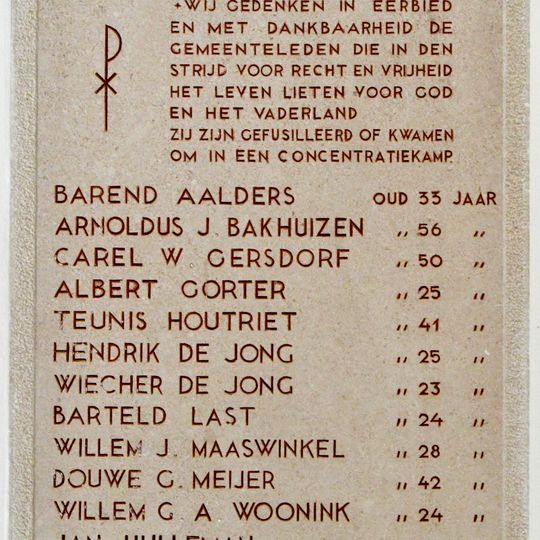 +WIJ GEDENKEN IN EERBIED
EN MET DANKBAARHEID DE
GEMEENTELEDEN DIE IN DEN
STRIJD VOOR RECHT EN VRIJHEID
HET LEVEN LIETEN VOOR GOD
EN HET VADERLAND
ZIJ ZIJN GEFUSILLEERD OF KWAMEN
OM IN EEN CONCENTRATIEKAMP.
BAREND AALDERS OUD 33 JAAR
ARNOLDUS J. BAKHUIZEN ,, 56 ,,
CAREL W. GERSDORF ,, 50 ,,
ALBERT GORTER ,, 25 ,,
TEUNIS HOUTRIET ,, 41 ,,
HENDRIK DE JONG ,, 25 ,,
WIECHER DE JONG ,, 23 ,,
BARTELD LAST ,, 24 ,,
WILLEM J. MAASWINKEL ,, 28 ,,
DOUWE G. MEIJER ,, 42 ,,
WILLEM G. A. WOONINK ,, 24 ,,
JAN